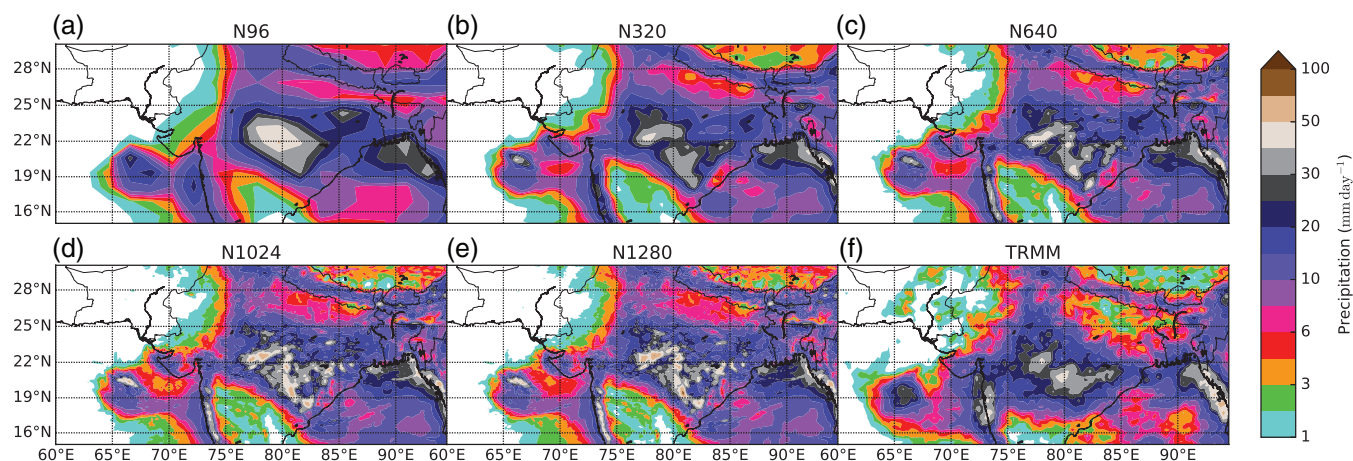 (a) N96 (b) N320 (c) N640
28°N
25°N
22°N
19°N
16°N
(d) N1024 (e) N1280 (f) TRMM
28°N
25°N
22°N
19°N
16°N
60°E 65°E 70°E 75°E 80°E 85°E 90°E 60°E 65°E 70°E 75°E 80°E 85°E 90°E 60°E 65°E 70°E 75°E 80°E 85°E 90°E
100
50
30
20
10
6
3
1
Precipitation (mm day⁻¹)